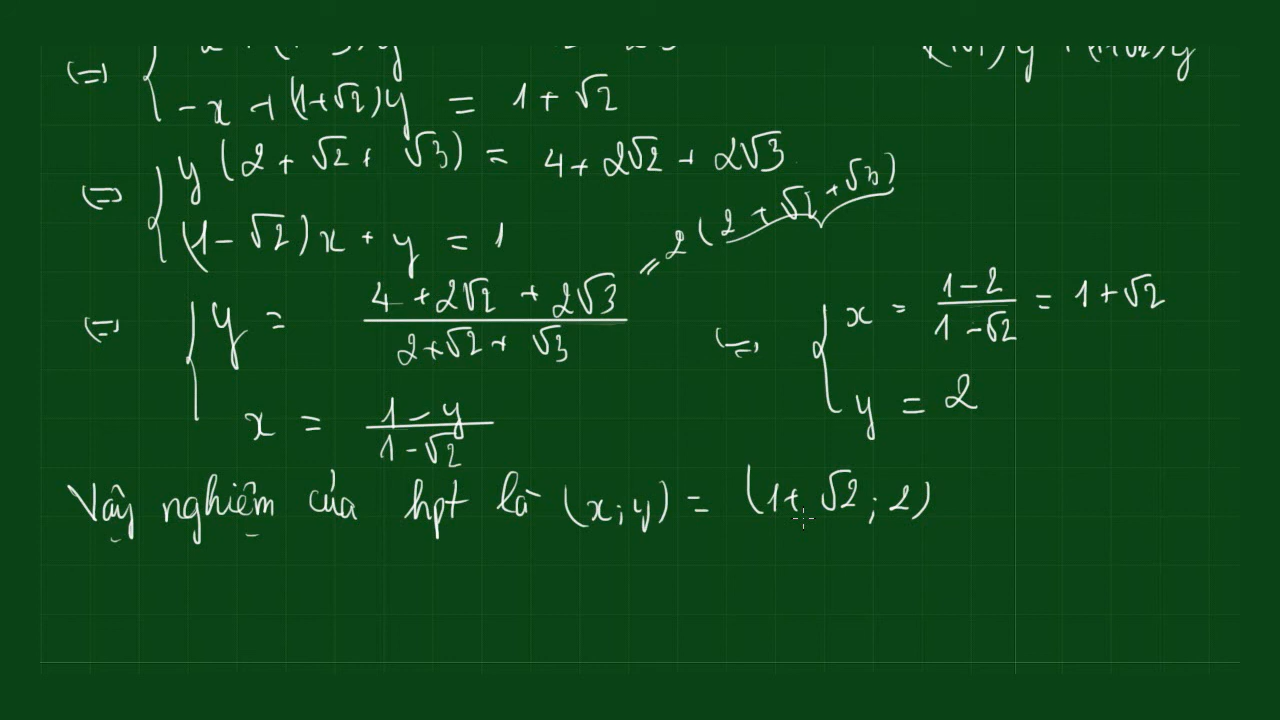 ⇔ { -x + (1+√2)y = 1 + √2
⇔ { y(2 + √2 + √3) = 4 + 2√2 + 2√3
(1-√2)x + y = 1
= 2(2 + √2 + √3)
⇔ { y = (4 + 2√2 + 2√3)/(2+√2+√3)
x = (1-y)/(1-√2)
⇔ { x = (1-2)/(1-√2) = 1+√2
y = 2
Vậy nghiệm của hpt là (x;y) = (1+√2; 2)